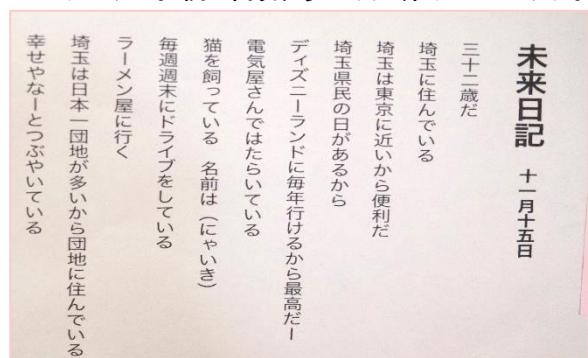 未来日記 十一月十五日
三十二歳だ
埼玉に住んでいる
埼玉は東京に近いから便利だ
埼玉県民の日があるから
ディズニーランドに毎年行けるから最高だー
電気屋さんではたらいている
猫を飼っている 名前は（にゃいき）
毎週週末にドライブをしている
ラーメン屋に行く
埼玉は日本一団地が多いから団地に住んでいる
幸せやなーとつぶやいている